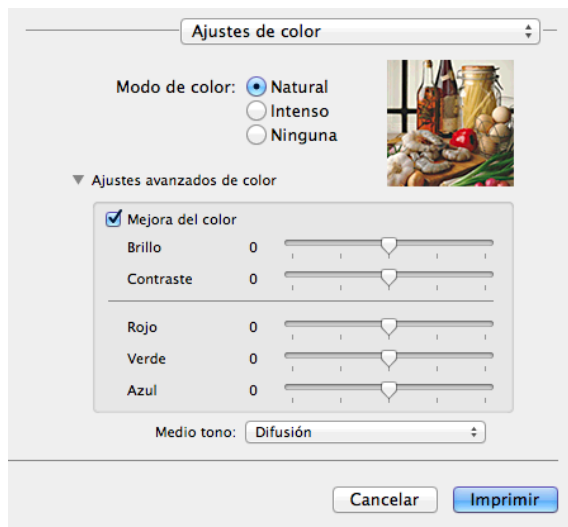 Ajustes de color
Modo de color: Natural
Intenso
Ninguna
Ajustes avanzados de color
Mejora del color
Brillo 0
Contraste 0
Rojo 0
Verde 0
Azul 0
Medio tono: Difusión
Cancelar Imprimir